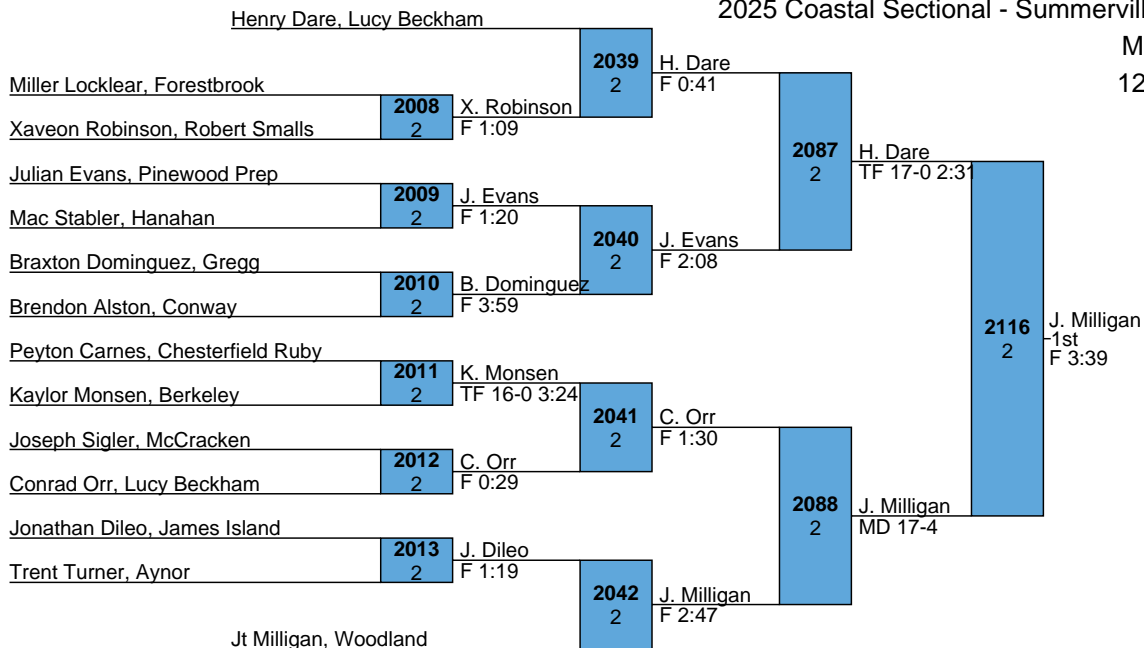 2025 Coastal Sectional - Summervill
M
12
Henry Dare, Lucy Beckham
2039
2
H. Dare
F 0:41
Miller Locklear, Forestbrook
2008
2
X. Robinson
F 1:09
Xaveon Robinson, Robert Smalls
2087
2
H. Dare
TF 17-0 2:31
Julian Evans, Pinewood Prep
2009
2
J. Evans
F 1:20
Mac Stabler, Hanahan
2040
2
J. Evans
F 2:08
Braxton Dominguez, Gregg
2010
2
B. Dominguez
F 3:59
Brendon Alston, Conway
2116
2
J. Milligan
1st
F 3:39
Peyton Carnes, Chesterfield Ruby
2011
2
K. Monsen
TF 16-0 3:24
Kaylor Monsen, Berkeley
2041
2
C. Orr
F 1:30
Joseph Sigler, McCracken
2012
2
C. Orr
F 0:29
Conrad Orr, Lucy Beckham
2088
2
J. Milligan
MD 17-4
Jonathan Dileo, James Island
2013
2
J. Dileo
F 1:19
Trent Turner, Aynor
2042
2
J. Milligan
F 2:47
Jt Milligan, Woodland